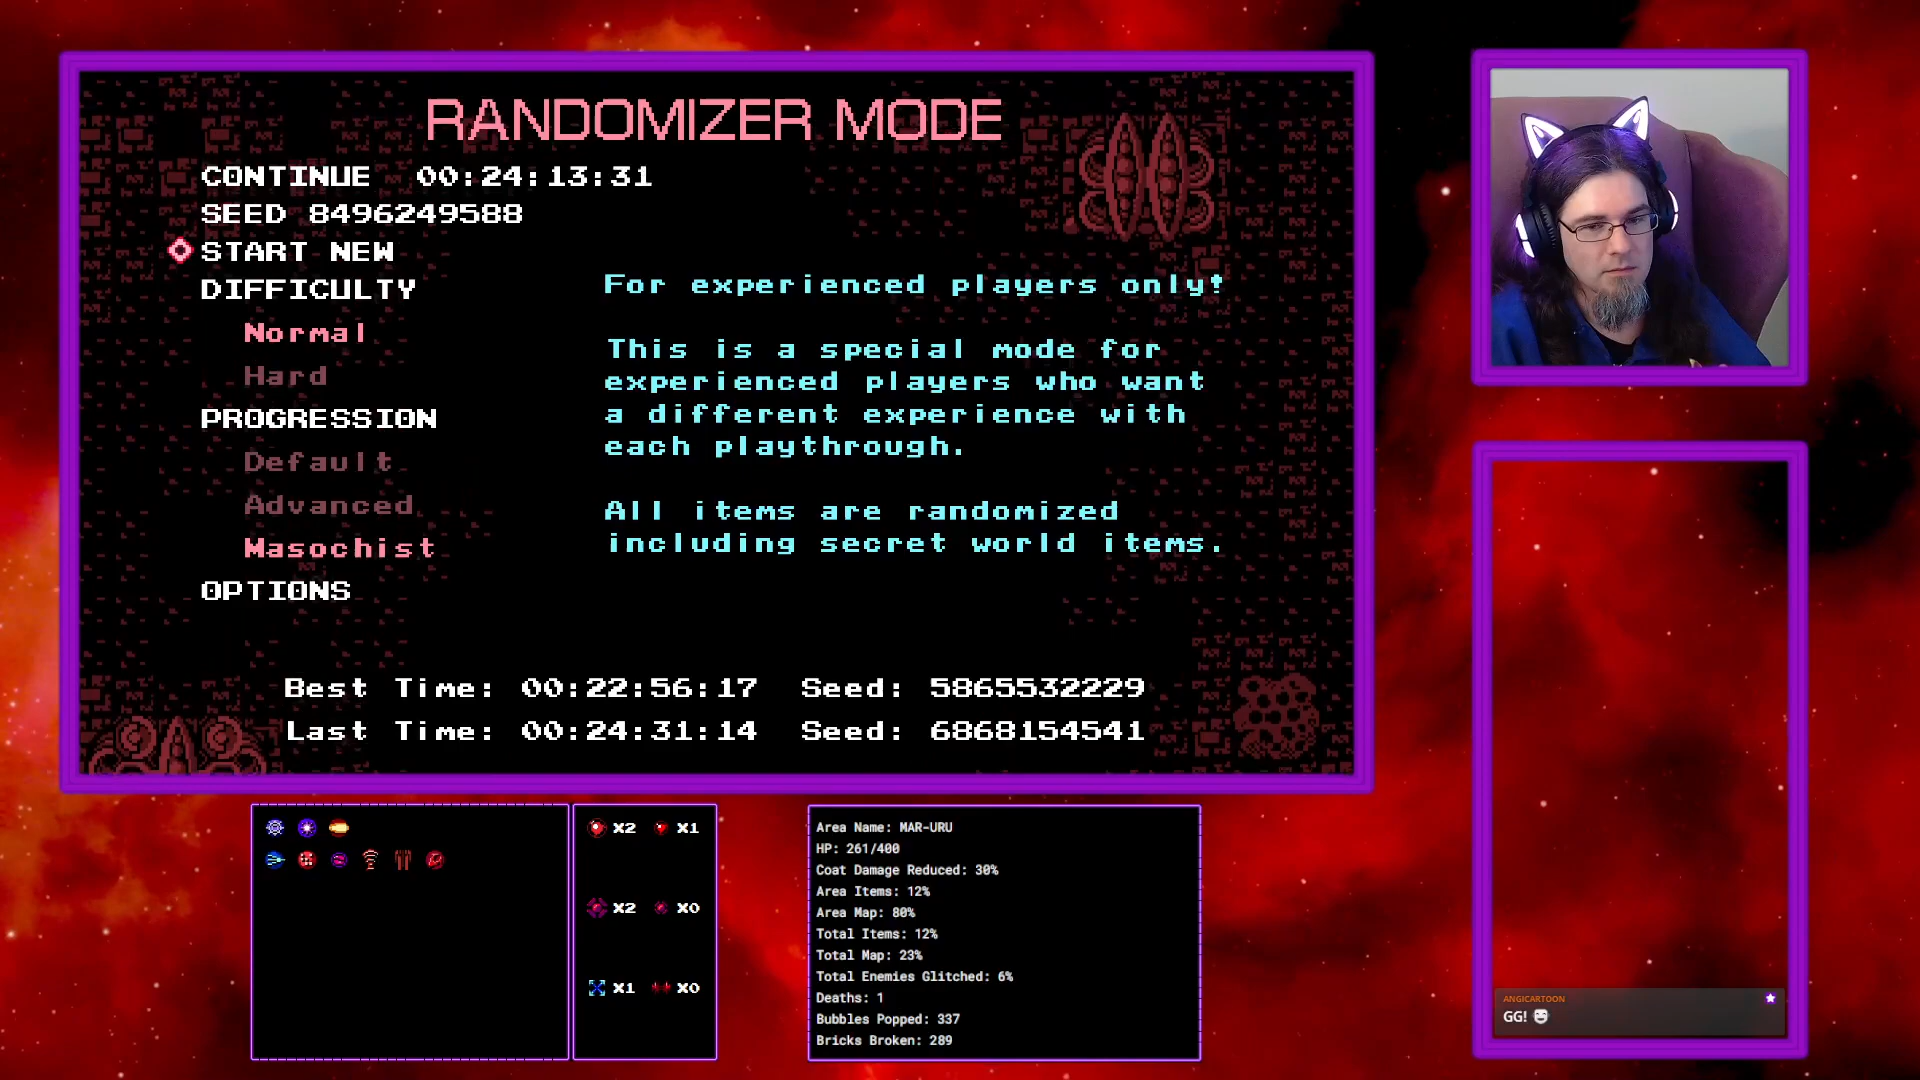 RANDOMIZER MODE
CONTINUE 00:24:13:31
SEED 8496249588
START NEW
DIFFICULTY
Normal
Hard
PROGRESSION
Default
Advanced
Masochist
OPTIONS
For experienced players only!
This is a special mode for
experienced players who want
a different experience with
each playthrough.
All items are randomized
including secret world items.
Best Time: 00:22:56:17 Seed: 5865532229
Last Time: 00:24:31:14 Seed: 6868154541
X2 X1
X2 X0
X1 X0
Area Name: MAR-URU
HP: 261/400
Coat Damage Reduced: 30%
Area Items: 12%
Area Map: 80%
Total Items: 12%
Total Map: 23%
Total Enemies Glitched: 6%
Deaths: 1
Bubbles Popped: 337
Bricks Broken: 289
ANGICARTOON
GG!